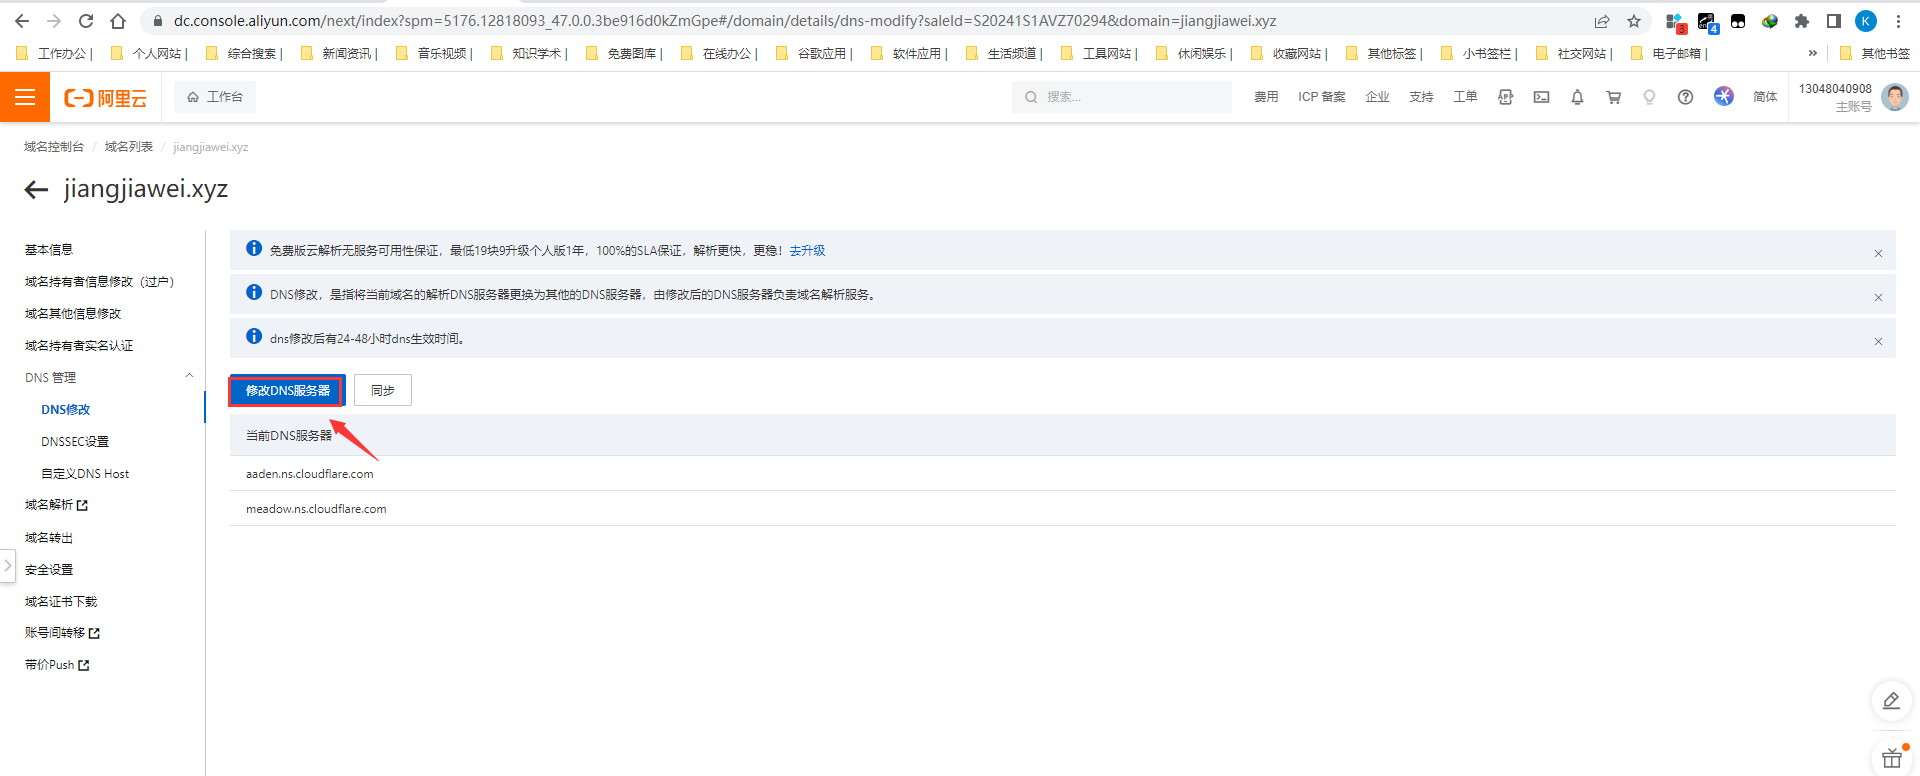 dc.console.aliyun.com/next/index?spm=5176.12818093_47.0.0.3be916d0kZmGpe#/domain/details/dns-modify?saleId=S20241S1AVZ70294&domain=jiangjiawei.xyz
3
4
K
工作办公 |
个人网站 |
综合搜索 |
新闻资讯 |
音乐视频 |
知识学术 |
免费图库 |
在线办公 |
谷歌应用 |
软件应用 |
生活频道 |
工具网站 |
休闲娱乐 |
收藏网站 |
其他标签 |
小书签栏 |
社交网站 |
电子邮箱 |
»
其他书签
阿里云
工作台
搜索...
费用
ICP 备案
企业
支持
工单
简体
13048040908
主账号
域名控制台 / 域名列表 / jiangjiawei.xyz
jiangjiawei.xyz
基本信息
域名持有者信息修改（过户）
域名其他信息修改
域名持有者实名认证
DNS 管理
DNS修改
DNSSEC设置
自定义DNS Host
域名解析
域名转出
安全设置
域名证书下载
账号间转移
带价Push
免费版云解析无服务可用性保证，最低19块9升级个人版1年，100%的SLA保证，解析更快，更稳！去升级
DNS修改，是指将当前域名的解析DNS服务器更换为其他的DNS服务器，由修改后的DNS服务器负责域名解析服务。
dns修改后有24-48小时dns生效时间。
修改DNS服务器
同步
当前DNS服务器
aaden.ns.cloudflare.com
meadow.ns.cloudflare.com